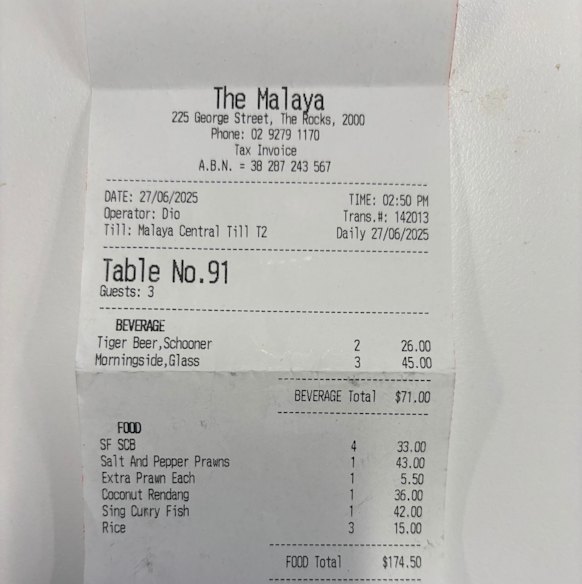 The Malaya
225 George Street, The Rocks, 2000
Phone: 02 9279 1170
Tax Invoice
A.B.N. = 38 287 243 567
DATE: 27/06/2025 TIME: 02:50 PM
Operator: Dio Trans.#: 142013
Till: Malaya Central Till T2 Daily 27/06/2025
Table No.91
Guests: 3
BEVERAGE
Tiger Beer,Schooner 2 26.00
Morningside,Glass 3 45.00
BEVERAGE Total $71.00
FOOD
SF SCB 4 33.00
Salt And Pepper Prawns 1 43.00
Extra Prawn Each 1 5.50
Coconut Rendang 1 36.00
Sing Curry Fish 1 42.00
Rice 3 15.00
FOOD Total $174.50